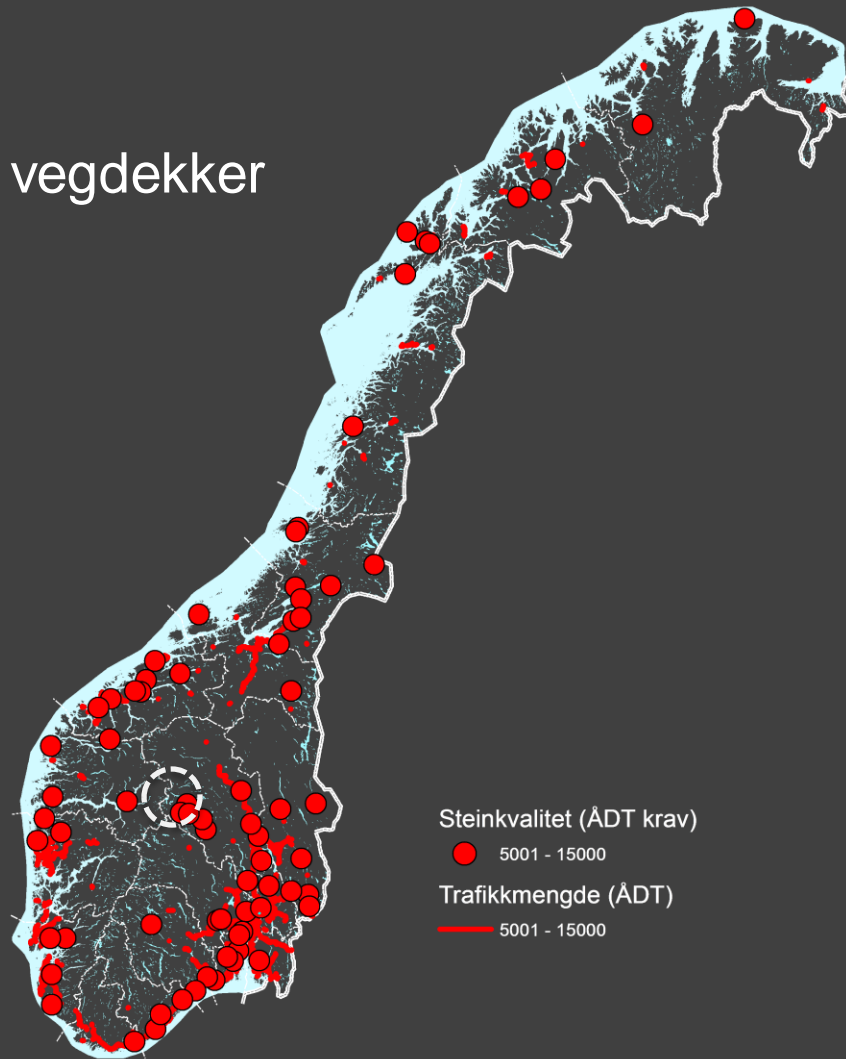 vegdekker
Steinkvalitet (ÅDT krav)
5001 - 15000
Trafikkmengde (ÅDT)
5001 - 15000